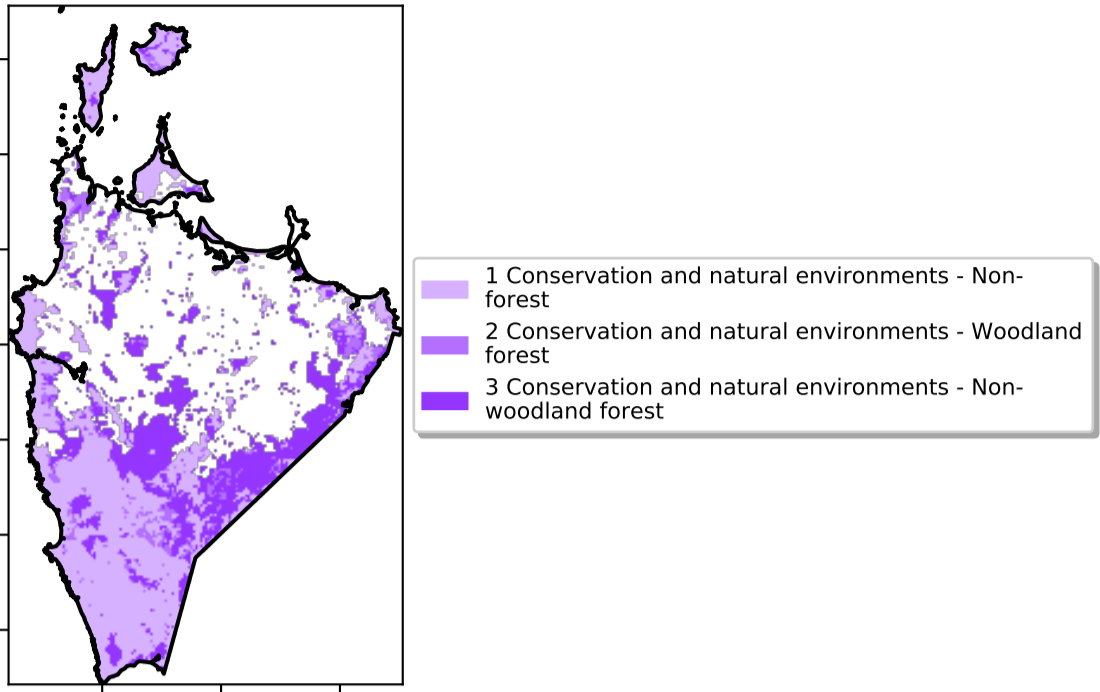 1 Conservation and natural environments - Non-
forest
2 Conservation and natural environments - Woodland
forest
3 Conservation and natural environments - Non-
woodland forest